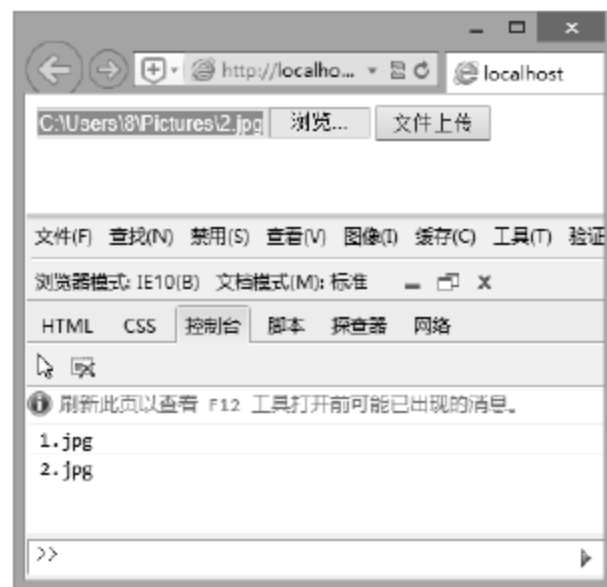 http://localho... localhost
C:\Users\8\Pictures\2.jpg 浏览... 文件上传
文件(F) 查找(N) 禁用(S) 查看(V) 图像(I) 缓存(C) 工具(T) 验证
浏览器模式: IE10(B) 文档模式(M): 标准
HTML CSS 控制台 脚本 探查器 网络
刷新此页以查看 F12 工具打开前可能已出现的消息。
1.jpg
2.jpg
>>